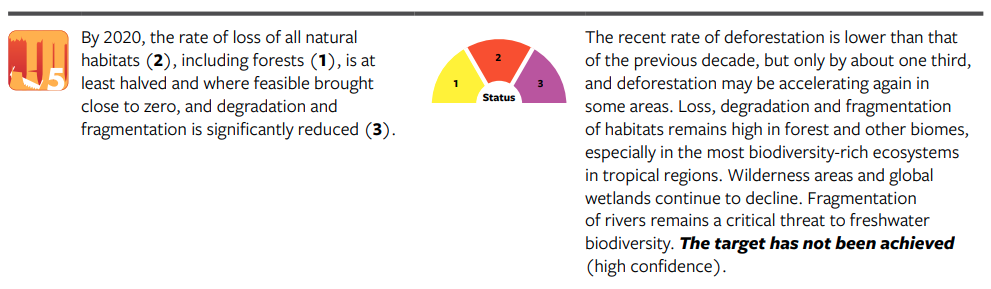 5
By 2020, the rate of loss of all natural
habitats (2), including forests (1), is at
least halved and where feasible brought
close to zero, and degradation and
fragmentation is significantly reduced (3).
1
2
3
Status
The recent rate of deforestation is lower than that
of the previous decade, but only by about one third,
and deforestation may be accelerating again in
some areas. Loss, degradation and fragmentation
of habitats remains high in forest and other biomes,
especially in the most biodiversity-rich ecosystems
in tropical regions. Wilderness areas and global
wetlands continue to decline. Fragmentation
of rivers remains a critical threat to freshwater
biodiversity. The target has not been achieved
(high confidence).